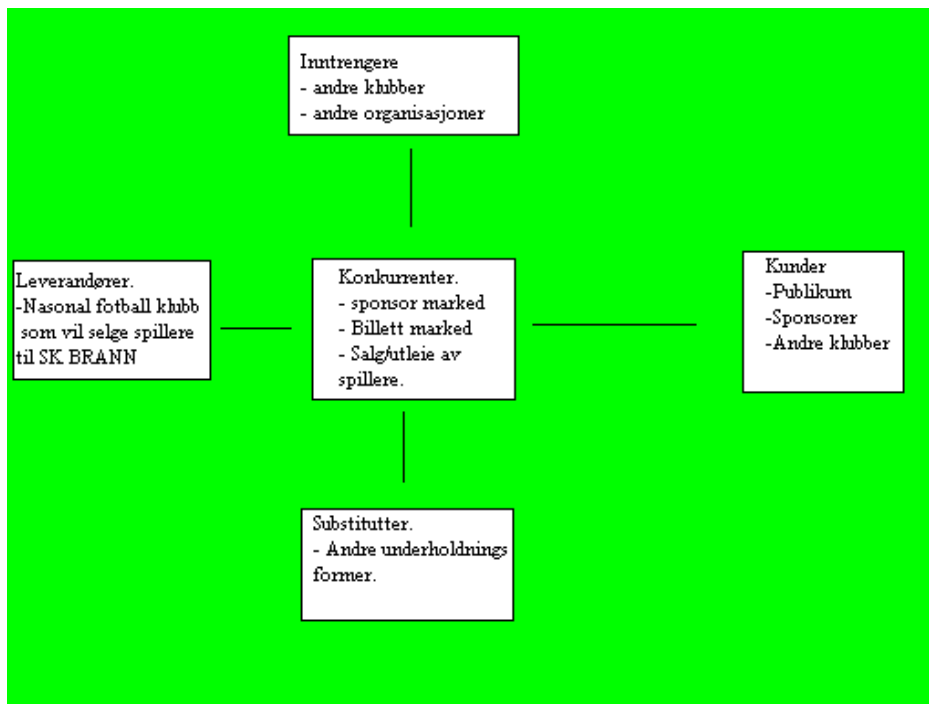 Inntrengere
- andre klubber
- andre organisasjoner
Leverandører.
-Nasonal fotball klubb
som vil selge spillere
til SK BRANN
Konkurrenter.
- sponsor marked
- Billett marked
- Salg/utleie av
spillere.
Kunder
-Publikum
-Sponsorer
-Andre klubber
Substitutter.
- Andre underholdnings
former.